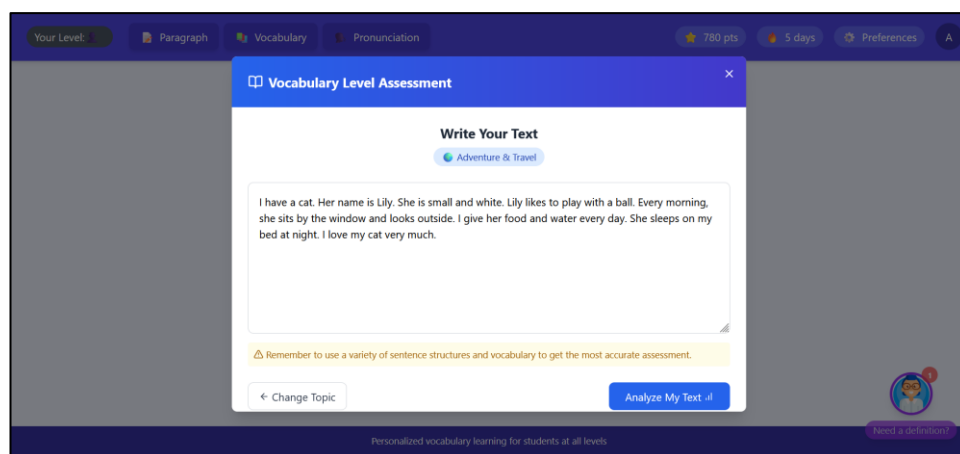 Your Level:
Paragraph
Vocabulary
Pronunciation
780 pts
5 days
Preferences
A
Vocabulary Level Assessment
×
Write Your Text
Adventure & Travel
I have a cat. Her name is Lily. She is small and white. Lily likes to play with a ball. Every morning,
she sits by the window and looks outside. I give her food and water every day. She sleeps on my
bed at night. I love my cat very much.
Remember to use a variety of sentence structures and vocabulary to get the most accurate assessment.
← Change Topic
Analyze My Text
1
Need a definition?
Personalized vocabulary learning for students at all levels